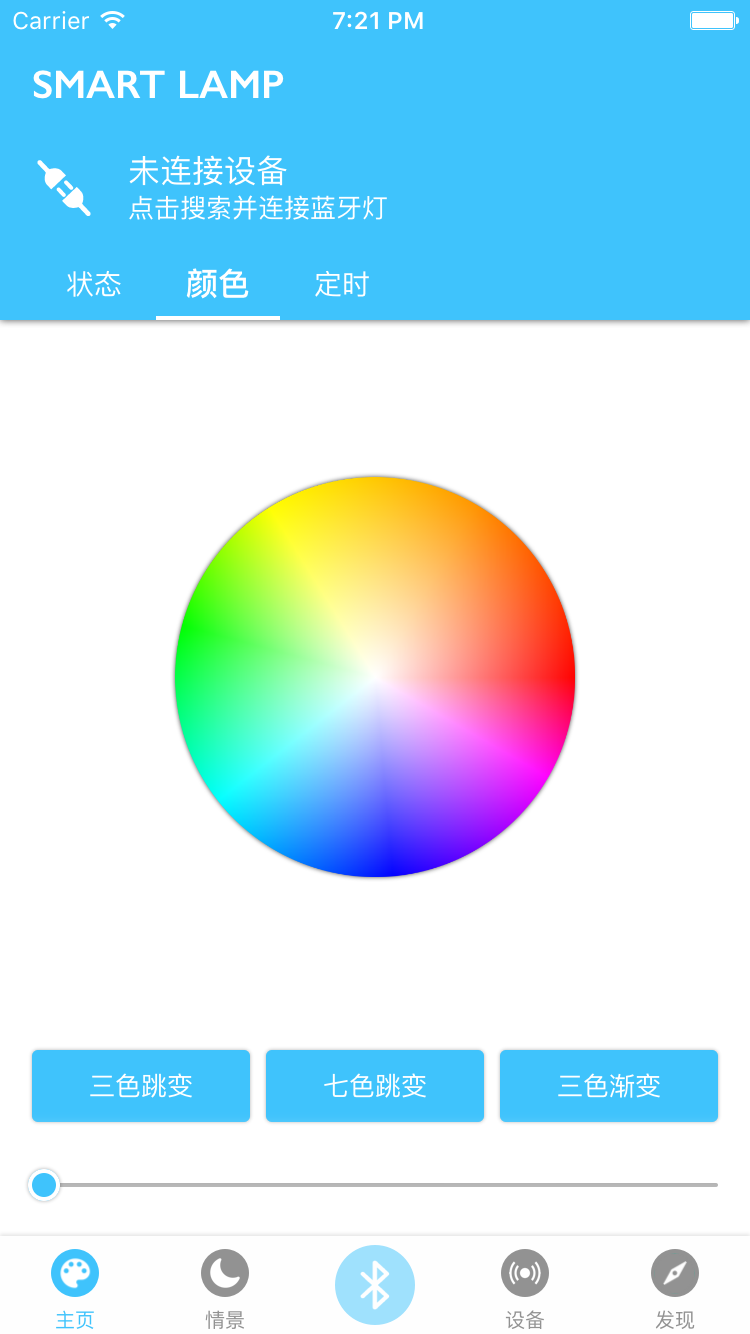 Carrier 7:21 PM
SMART LAMP
未连接设备
点击搜索并连接蓝牙灯
状态 颜色 定时
三色跳变 七色跳变 三色渐变
主页 情景 设备 发现